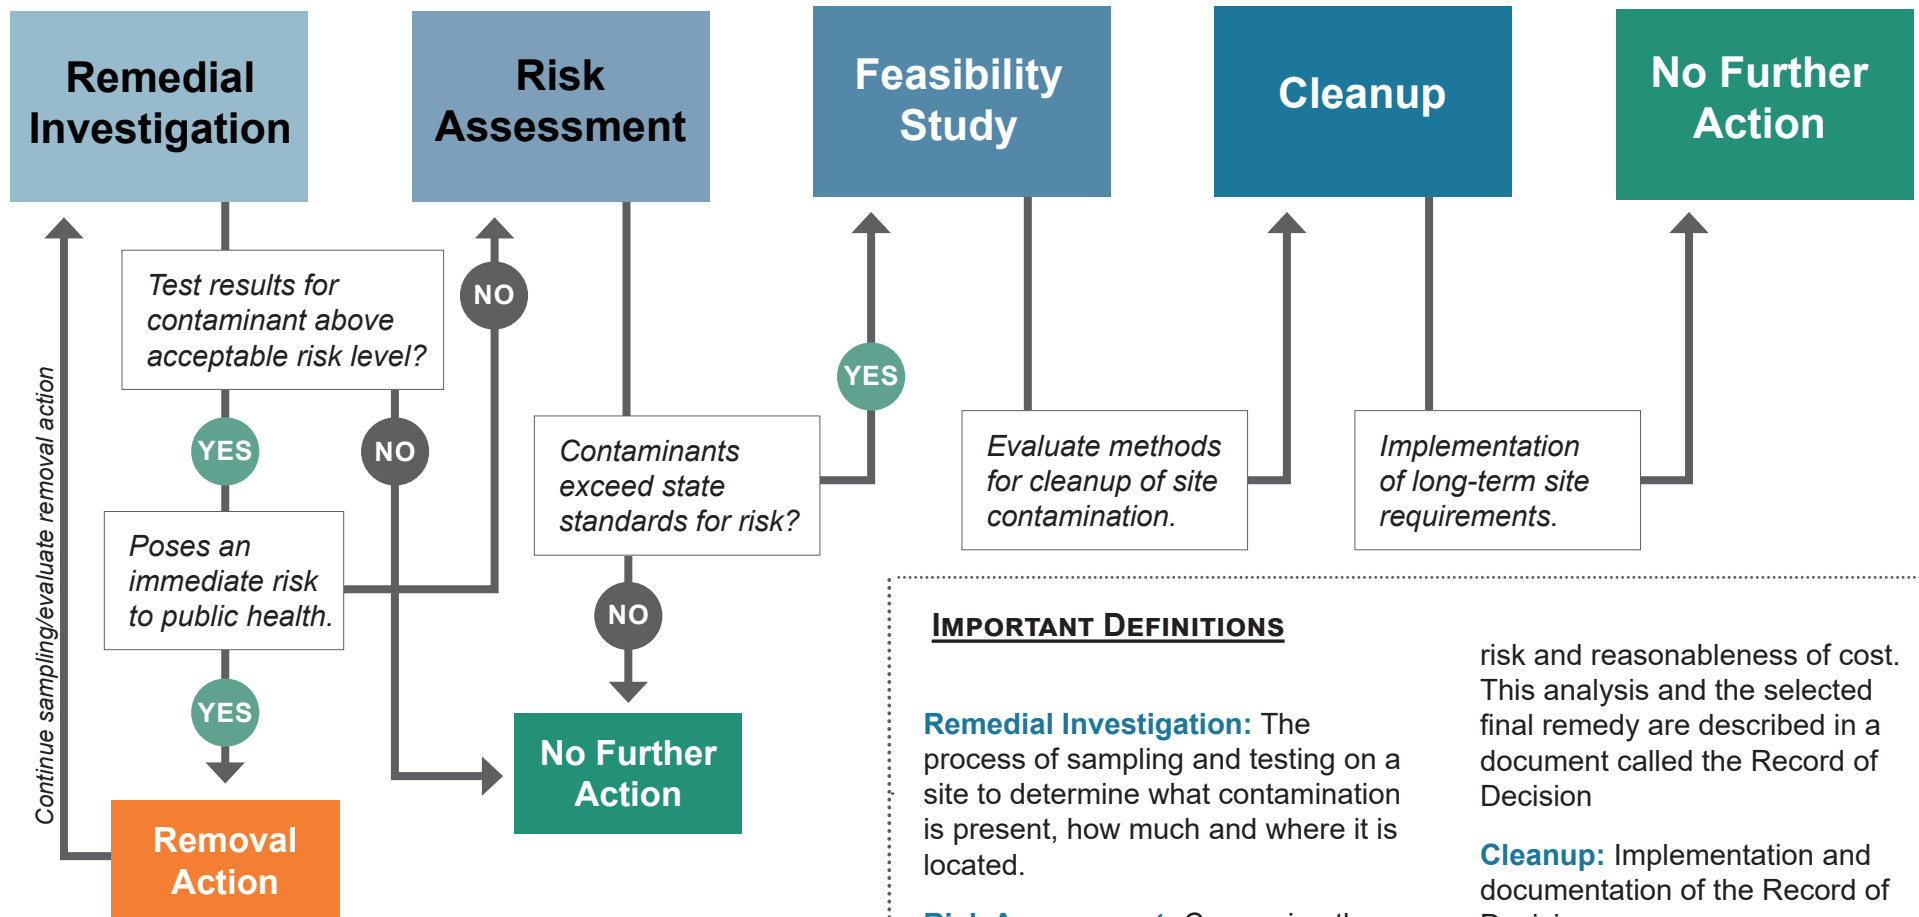 Remedial
Investigation
Risk
Assessment
Feasibility
Study
Cleanup
No Further
Action
Test results for
contaminant above
acceptable risk level?
YES
NO
Poses an
immediate risk
to public health.
NO
YES
Removal
Action
Continue sampling/evaluate removal action
Contaminants
exceed state
standards for risk?
YES
NO
No Further
Action
Evaluate methods
for cleanup of site
contamination.
Implementation
of long-term site
requirements.
IMPORTANT DEFINITIONS
Remedial Investigation: The
process of sampling and testing on a
site to determine what contamination
is present, how much and where it is
located.
risk and reasonableness of cost.
This analysis and the selected
final remedy are described in a
document called the Record of
Decision
Cleanup: Implementation and
documentation of the Record of